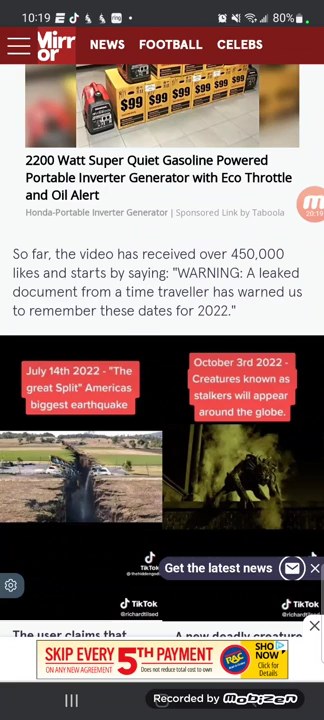 10:19
80%
Mirror
NEWS FOOTBALL CELEBS
$99 $99 $99 $99 $99 $99
2200 Watt Super Quiet Gasoline Powered
Portable Inverter Generator with Eco Throttle
and Oil Alert
Honda-Portable Inverter Generator | Sponsored Link by Taboola
20:19
So far, the video has received over 450,000
likes and starts by saying: "WARNING: A leaked
document from a time traveller has warned us
to remember these dates for 2022."
July 14th 2022 - "The
great Split" Americas
biggest earthquake
October 3rd 2022 -
Creatures known as
stalkers will appear
around the globe.
TikTok
TikTok
Get the latest news
TikTok
@richardtiled
TikTok
@richardtiled
The user claims that
A new deadly creature
SKIP EVERY 5TH PAYMENT
ON ANY NEW AGREEMENT Does not reduce total cost to own
RAC
SHOP NOW
Click for
Details
Recorded by mobizen